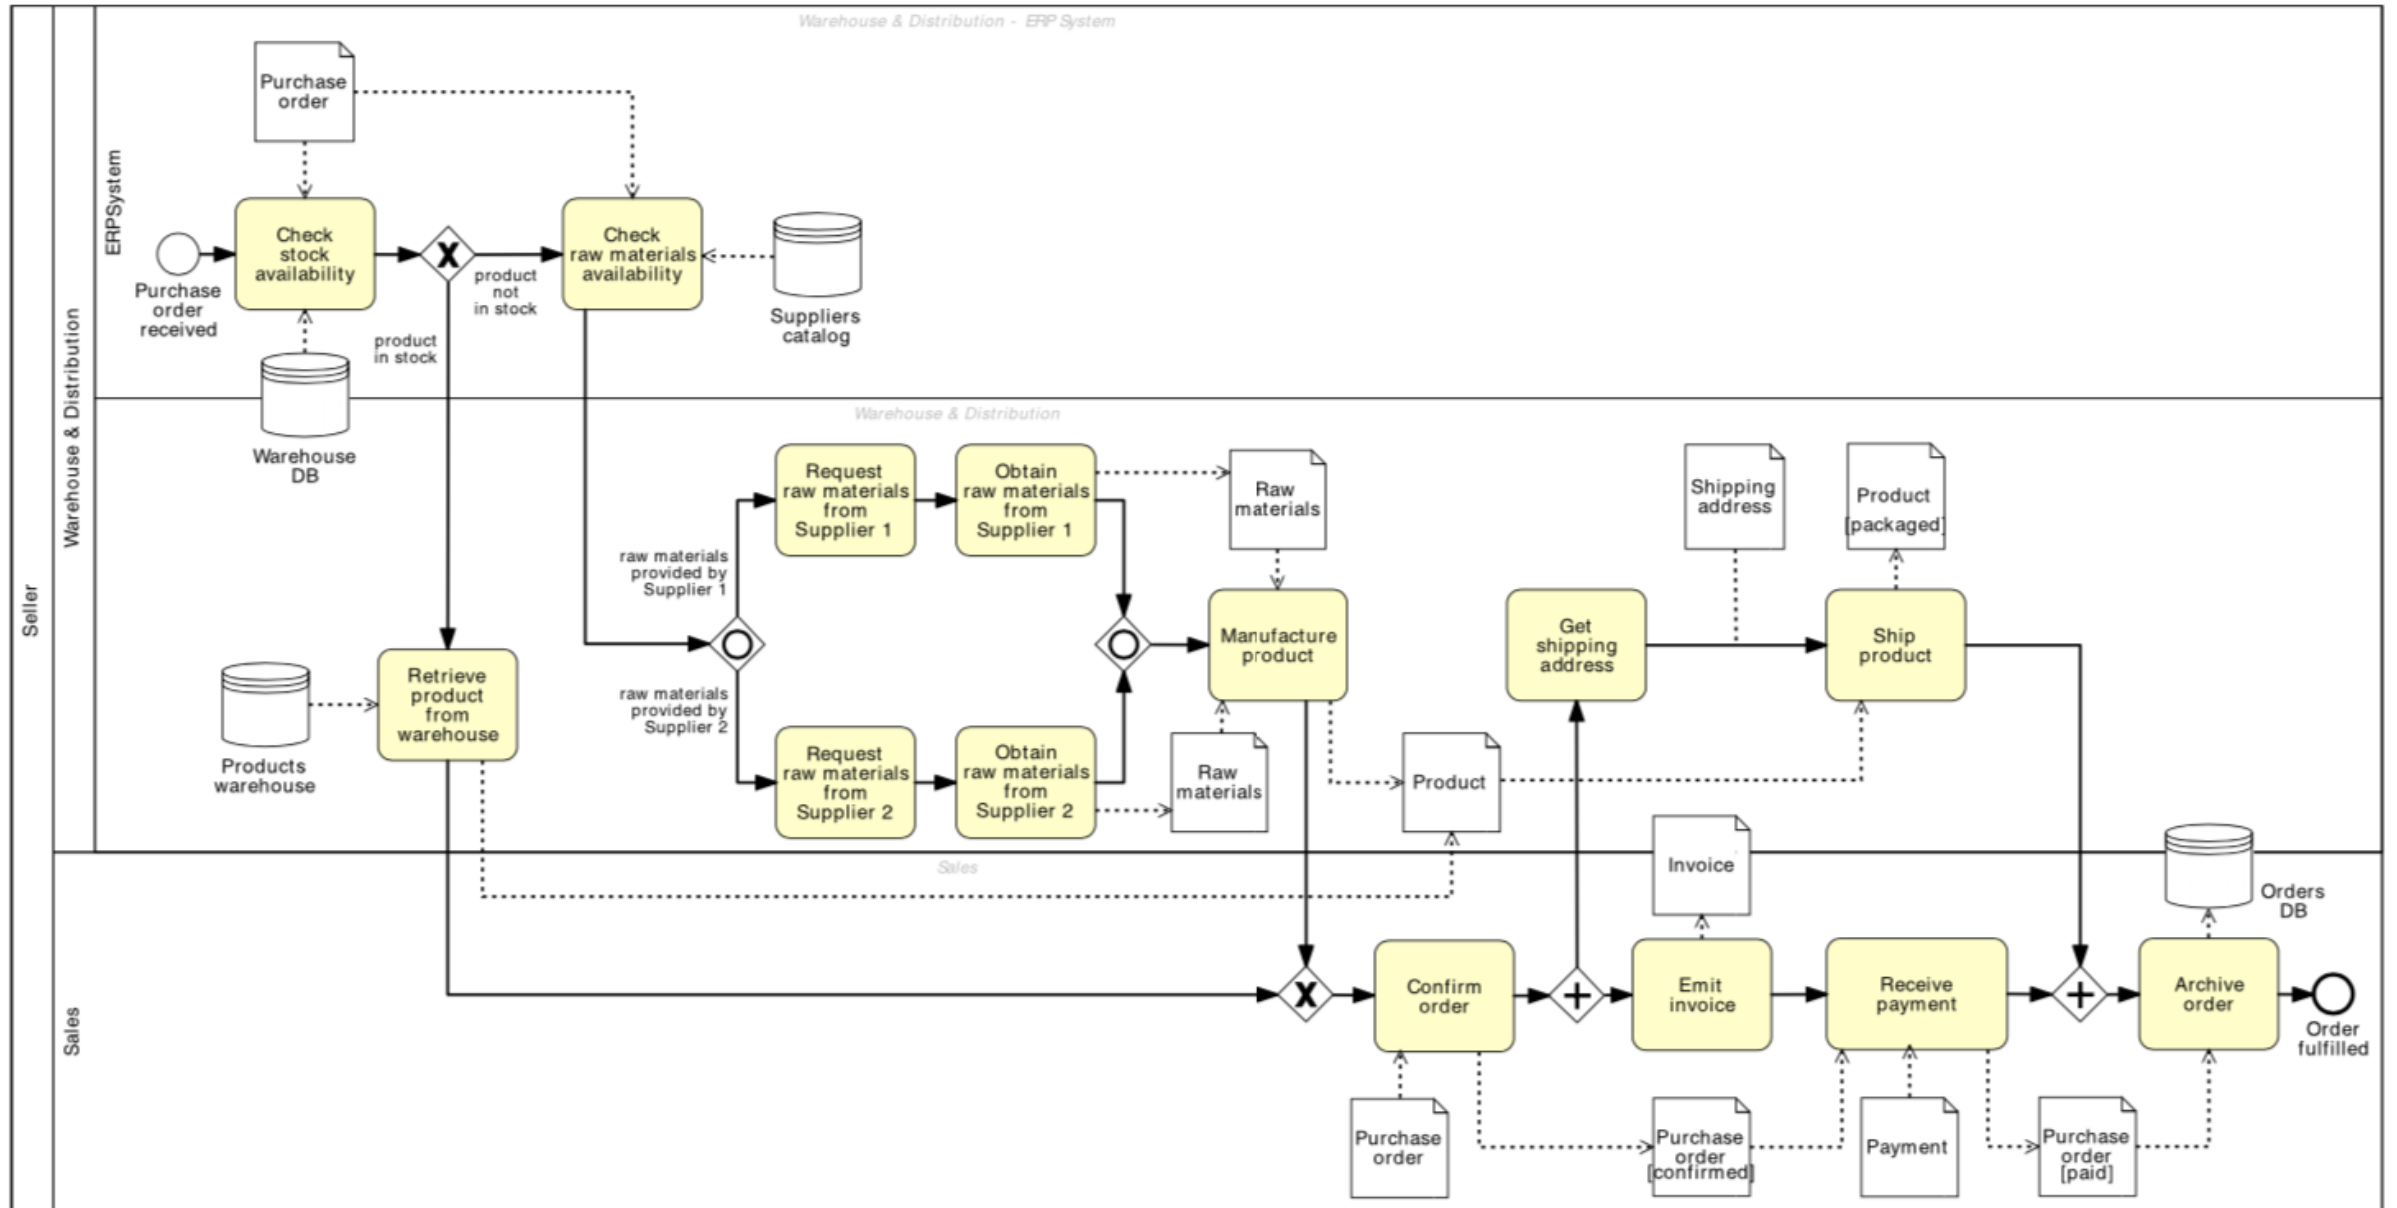 Warehouse & Distribution - ERP System
Purchase
order
ERPSystem
Check
stock
availability
Check
raw materials
availability
product
not
in stock
Purchase
order
received
product
in stock
Suppliers
catalog
Warehouse & Distribution
Seller
Warehouse
DB
Warehouse & Distribution
Request
raw materials
from
Supplier 1
Obtain
raw materials
from
Supplier 1
Raw
materials
Shipping
address
Product
[packaged]
raw materials
provided by
Supplier 1
Manufacture
product
Get
shipping
address
Ship
product
Retrieve
product
from
warehouse
raw materials
provided by
Supplier 2
Products
warehouse
Request
raw materials
from
Supplier 2
Obtain
raw materials
from
Supplier 2
Raw
materials
Product
Sales
Invoice
Orders
DB
Sales
Confirm
order
Emit
invoice
Receive
payment
Archive
order
Order
fulfilled
Purchase
order
Purchase
order
[confirmed]
Payment
Purchase
order
[paid]